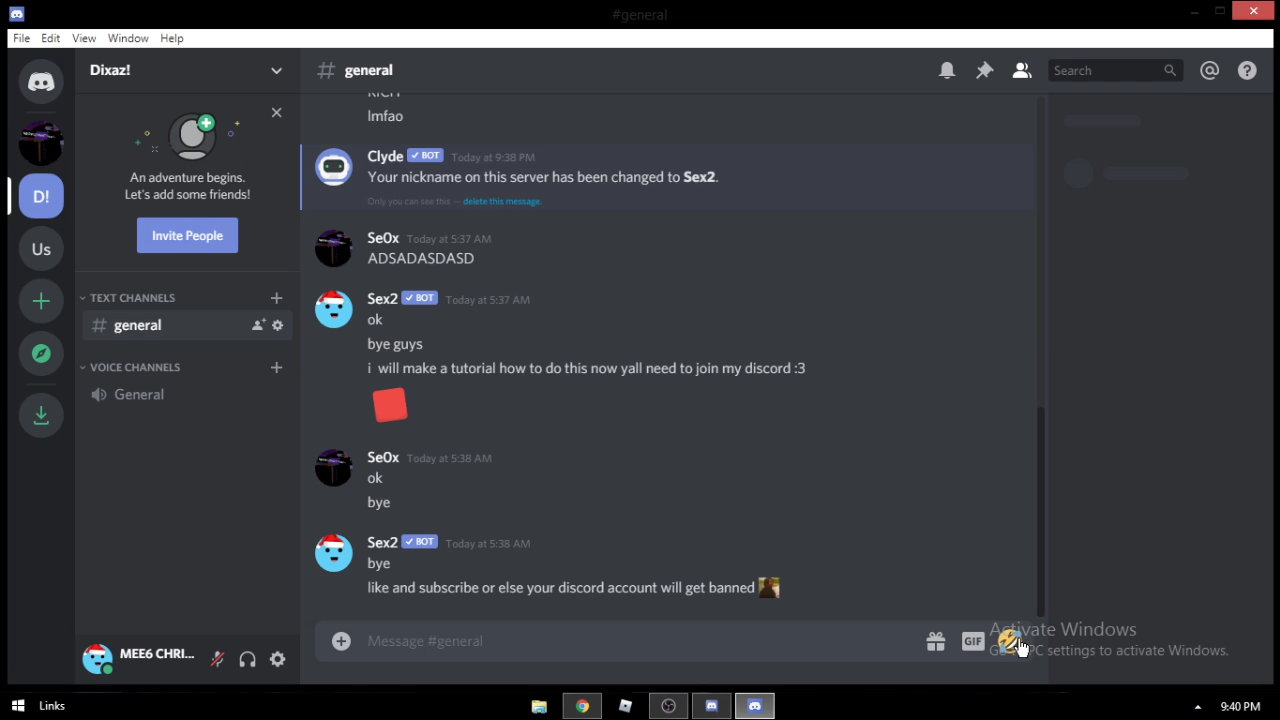 #general
File Edit View Window Help
Dixaz!
# general
Search
lmfao
Clyde ✓ BOT Today at 9:38 PM
Your nickname on this server has been changed to Sex2.
Only you can see this — delete this message.
An adventure begins.
Let's add some friends!
Invite People
D!
Us
SeOx Today at 5:37 AM
ADSADASDASD
TEXT CHANNELS
# general
VOICE CHANNELS
General
Sex2 ✓ BOT Today at 5:37 AM
ok
bye guys
i will make a tutorial how to do this now yall need to join my discord :3
SeOx Today at 5:38 AM
ok
bye
Sex2 ✓ BOT Today at 5:38 AM
bye
like and subscribe or else your discord account will get banned
Message #general
GIF
MEE6 CHRI...
Activate Windows
PC settings to activate Windows.
Links
9:40 PM